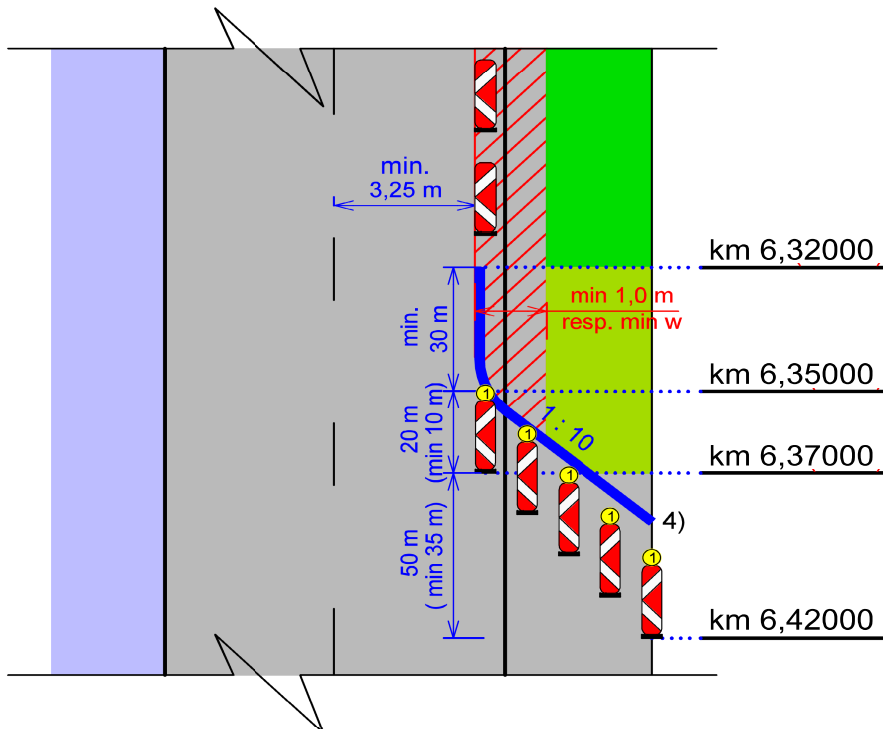 min.
3,25 m
km 6,32000
min 1,0 m
resp. min w
min.
30 m
km 6,35000
1
20 m
(min 10 m)
1 : 10
1
km 6,37000
1
50 m
( min 35 m)
1
4)
1
km 6,42000